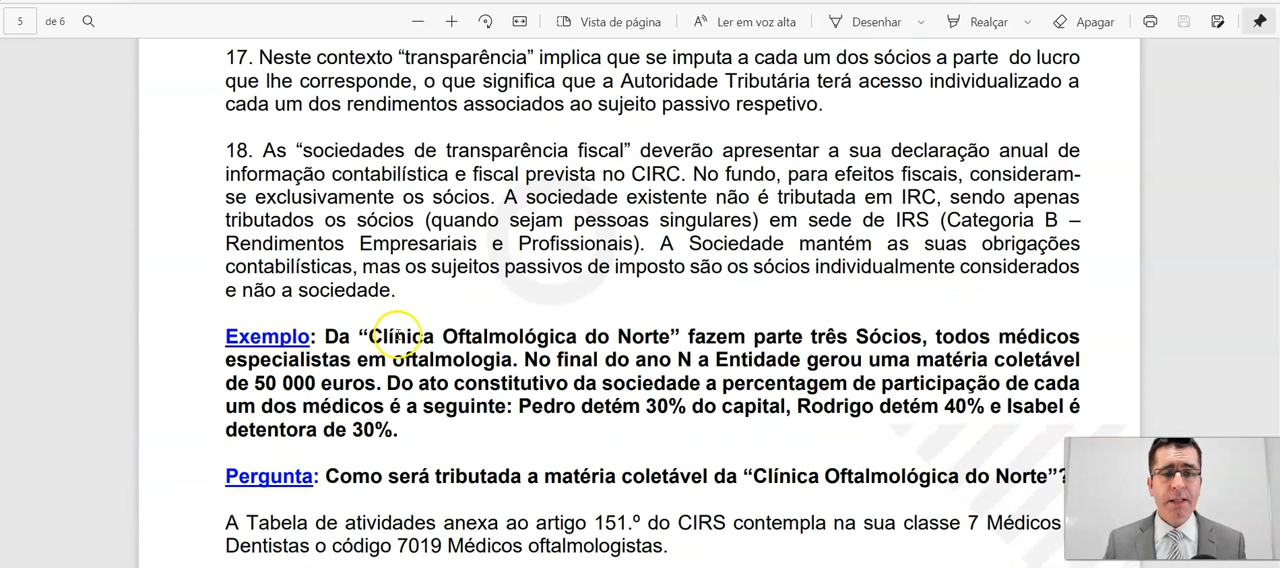 5 de 6
Vista de página
Ler em voz alta
Desenhar
Realçar
Apagar
17. Neste contexto “transparência” implica que se imputa a cada um dos sócios a parte do lucro
que lhe corresponde, o que significa que a Autoridade Tributária terá acesso individualizado a
cada um dos rendimentos associados ao sujeito passivo respetivo.
18. As “sociedades de transparência fiscal” deverão apresentar a sua declaração anual de
informação contabilística e fiscal prevista no CIRC. No fundo, para efeitos fiscais, consideram-
se exclusivamente os sócios. A sociedade existente não é tributada em IRC, sendo apenas
tributados os sócios (quando sejam pessoas singulares) em sede de IRS (Categoria B –
Rendimentos Empresariais e Profissionais). A Sociedade mantém as suas obrigações
contabilísticas, mas os sujeitos passivos de imposto são os sócios individualmente considerados
e não a sociedade.
Exemplo: Da “Clínica Oftalmológica do Norte” fazem parte três Sócios, todos médicos
especialistas em oftalmologia. No final do ano N a Entidade gerou uma matéria coletável
de 50 000 euros. Do ato constitutivo da sociedade a percentagem de participação de cada
um dos médicos é a seguinte: Pedro detém 30% do capital, Rodrigo detém 40% e Isabel é
detentora de 30%.
Pergunta: Como será tributada a matéria coletável da “Clínica Oftalmológica do Norte”?
A Tabela de atividades anexa ao artigo 151.º do CIRS contempla na sua classe 7 Médicos
Dentistas o código 7019 Médicos oftalmologistas.